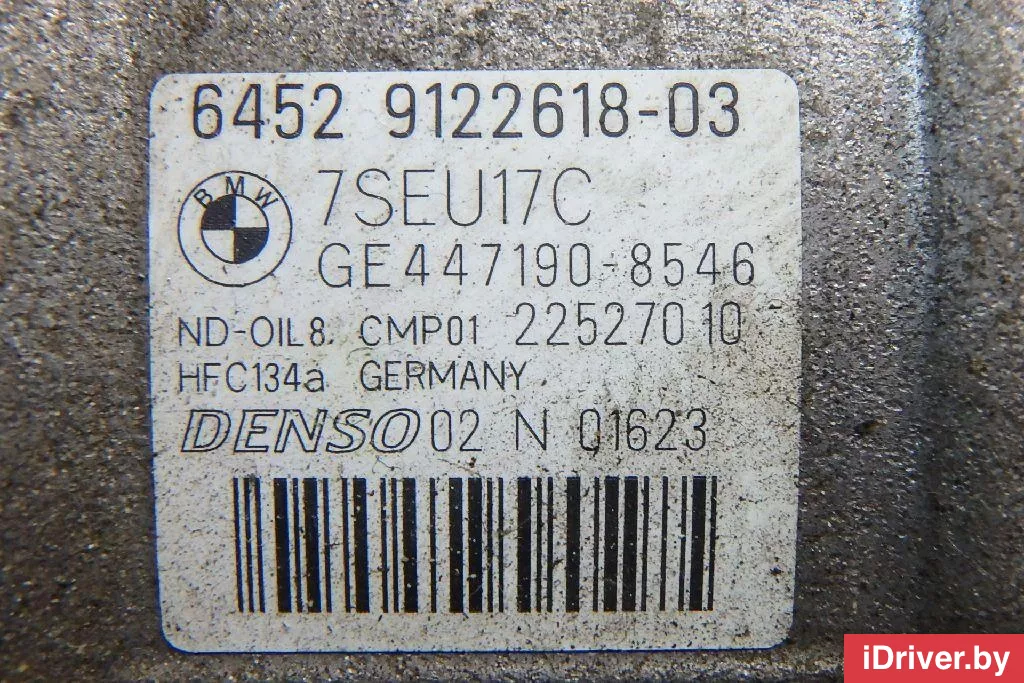 6452 9122618-03
BMW
7SEU17C
GE447190-8546
ND-OIL8. CMP01 22527010
HFC134a GERMANY
DENSO 02 N 01623
iDriver.by